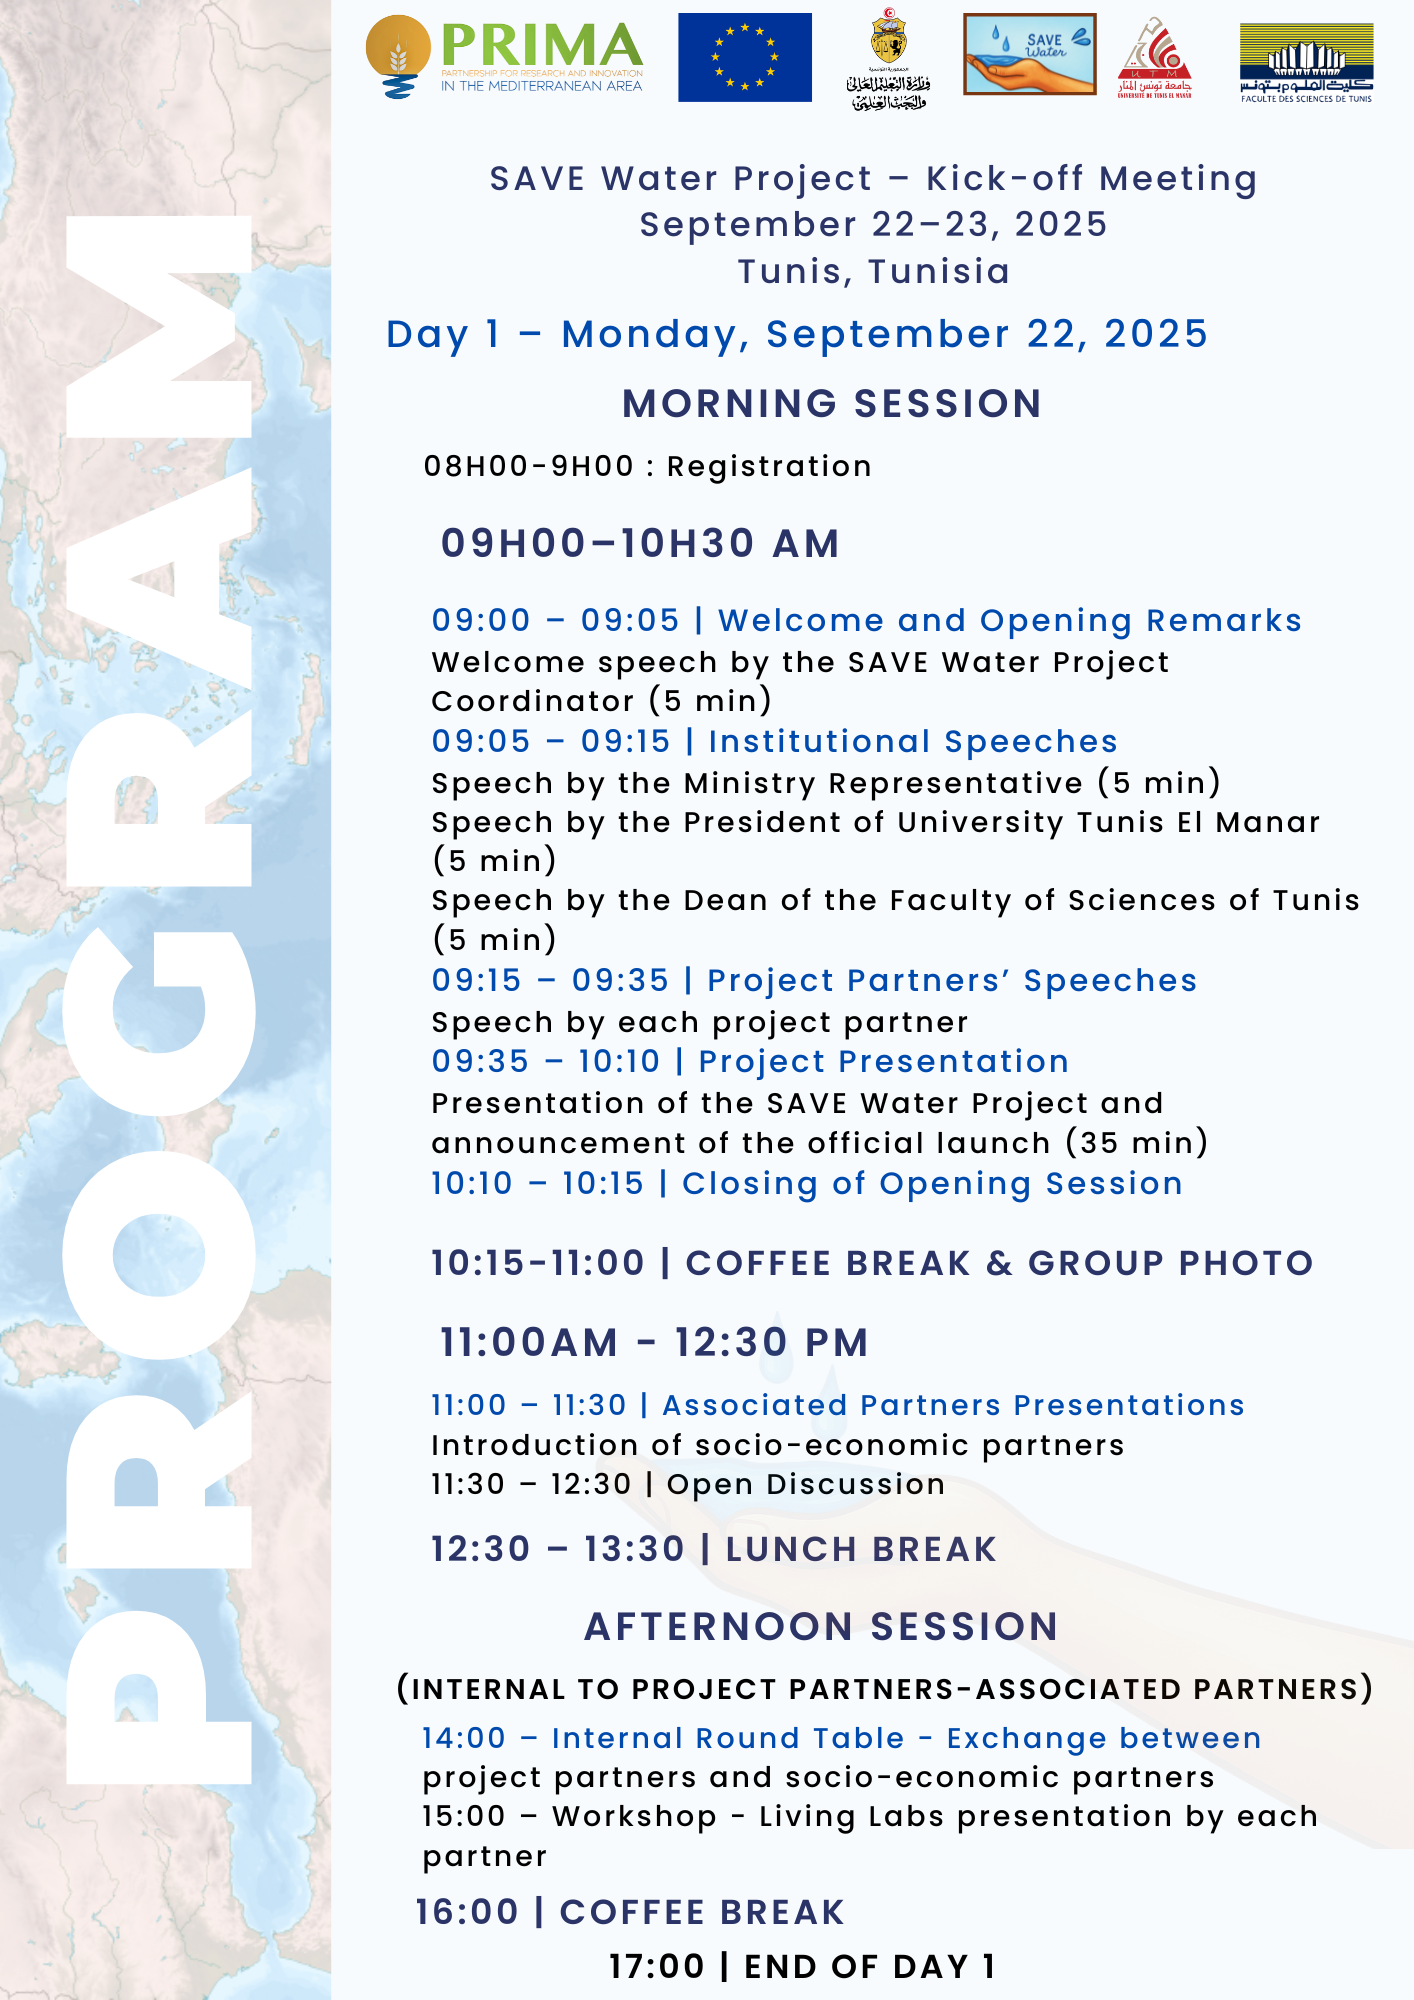 PRIMA
PARTNERSHIP FOR RESEARCH AND INNOVATION
IN THE MEDITERRANEAN AREA
الجمهورية التونسية
وزارة التعليم العالي
والبحث العلمي
SAVE
Water
UTM
جامعة تونس المنار
UNIVERSITÉ DE TUNIS EL MANAR
كلية العلوم بتونس
FACULTE DES SCIENCES DE TUNIS
PROGRAM
SAVE Water Project – Kick-off Meeting
September 22–23, 2025
Tunis, Tunisia
Day 1 – Monday, September 22, 2025
MORNING SESSION
08H00-9H00 : Registration
09H00–10H30 AM
09:00 – 09:05 | Welcome and Opening Remarks
Welcome speech by the SAVE Water Project
Coordinator (5 min)
09:05 – 09:15 | Institutional Speeches
Speech by the Ministry Representative (5 min)
Speech by the President of University Tunis El Manar
(5 min)
Speech by the Dean of the Faculty of Sciences of Tunis
(5 min)
09:15 – 09:35 | Project Partners’ Speeches
Speech by each project partner
09:35 – 10:10 | Project Presentation
Presentation of the SAVE Water Project and
announcement of the official launch (35 min)
10:10 – 10:15 | Closing of Opening Session
10:15-11:00 | COFFEE BREAK & GROUP PHOTO
11:00AM - 12:30 PM
11:00 – 11:30 | Associated Partners Presentations
Introduction of socio-economic partners
11:30 – 12:30 | Open Discussion
12:30 – 13:30 | LUNCH BREAK
AFTERNOON SESSION
(INTERNAL TO PROJECT PARTNERS-ASSOCIATED PARTNERS)
14:00 – Internal Round Table - Exchange between
project partners and socio-economic partners
15:00 – Workshop - Living Labs presentation by each
partner
16:00 | COFFEE BREAK
17:00 | END OF DAY 1